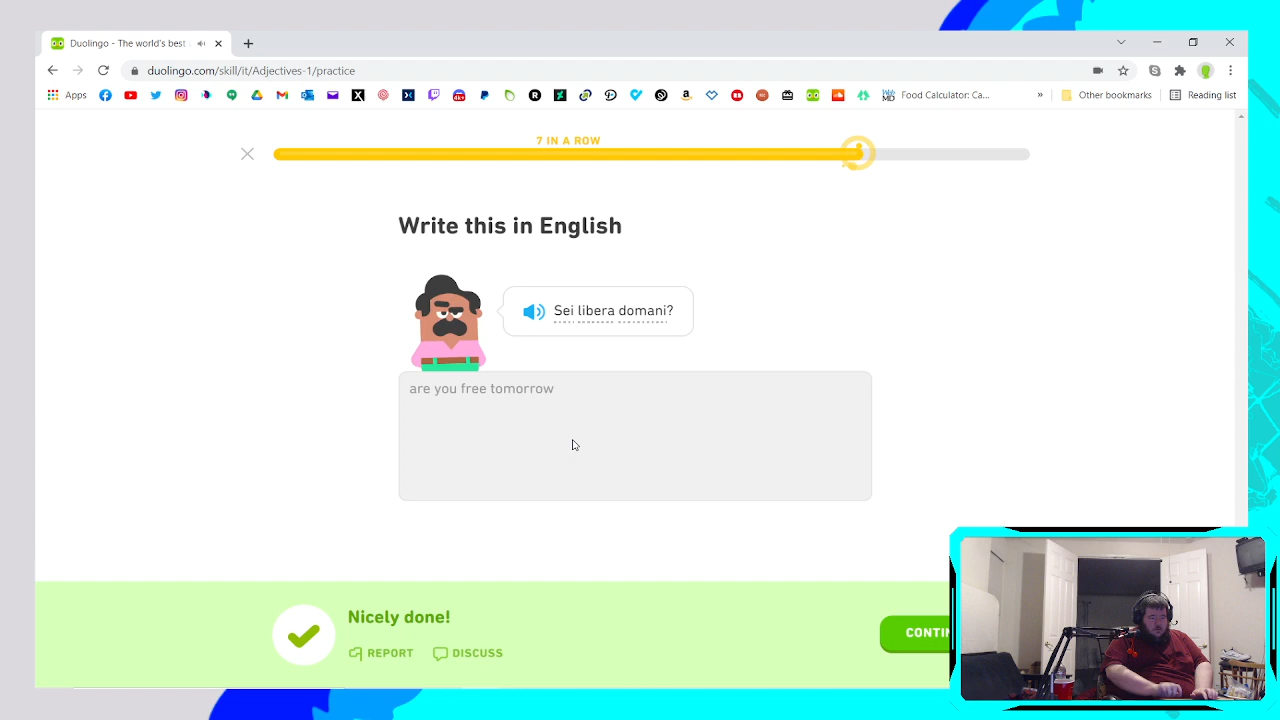 Duolingo - The world's best
duolingo.com/skill/it/Adjectives-1/practice
Apps
Food Calculator: Ca...
»
Other bookmarks
Reading list
7 IN A ROW
Write this in English
Sei libera domani?
are you free tomorrow
Nicely done!
REPORT
DISCUSS
CONTIN